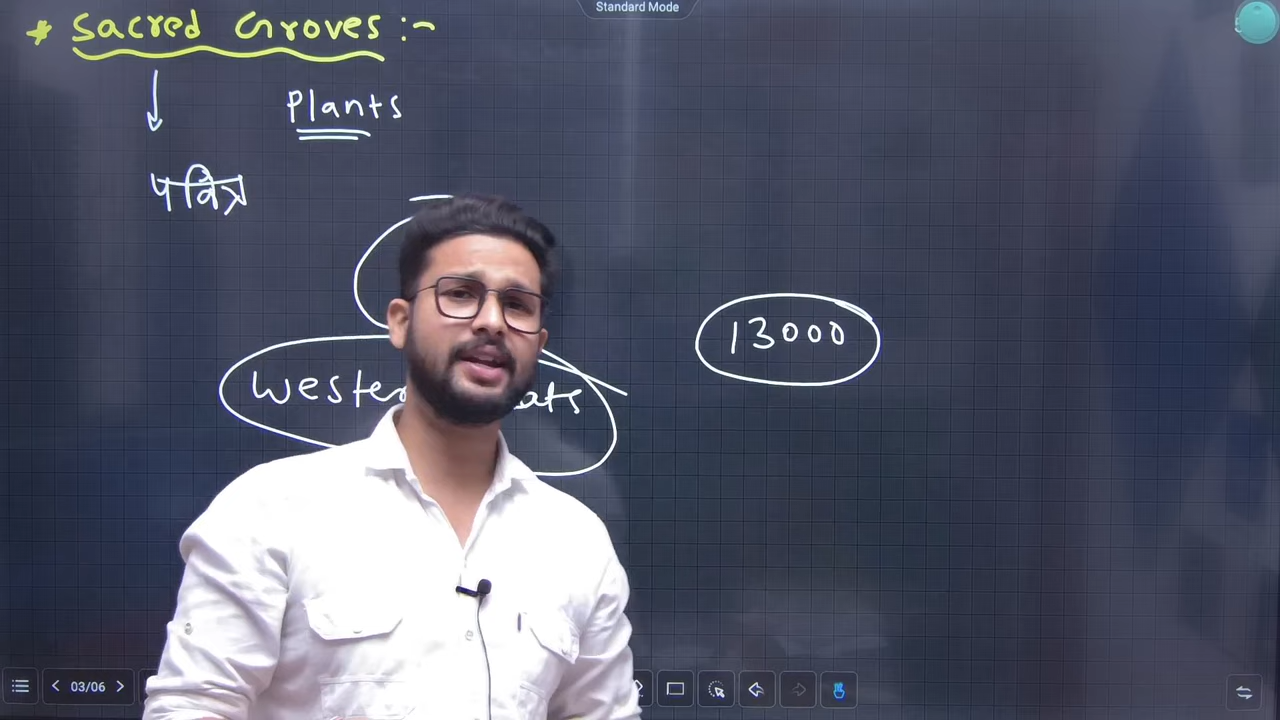 Standard Mode
* Sacred Groves :-
Plants
पवित्र
13000
03/06